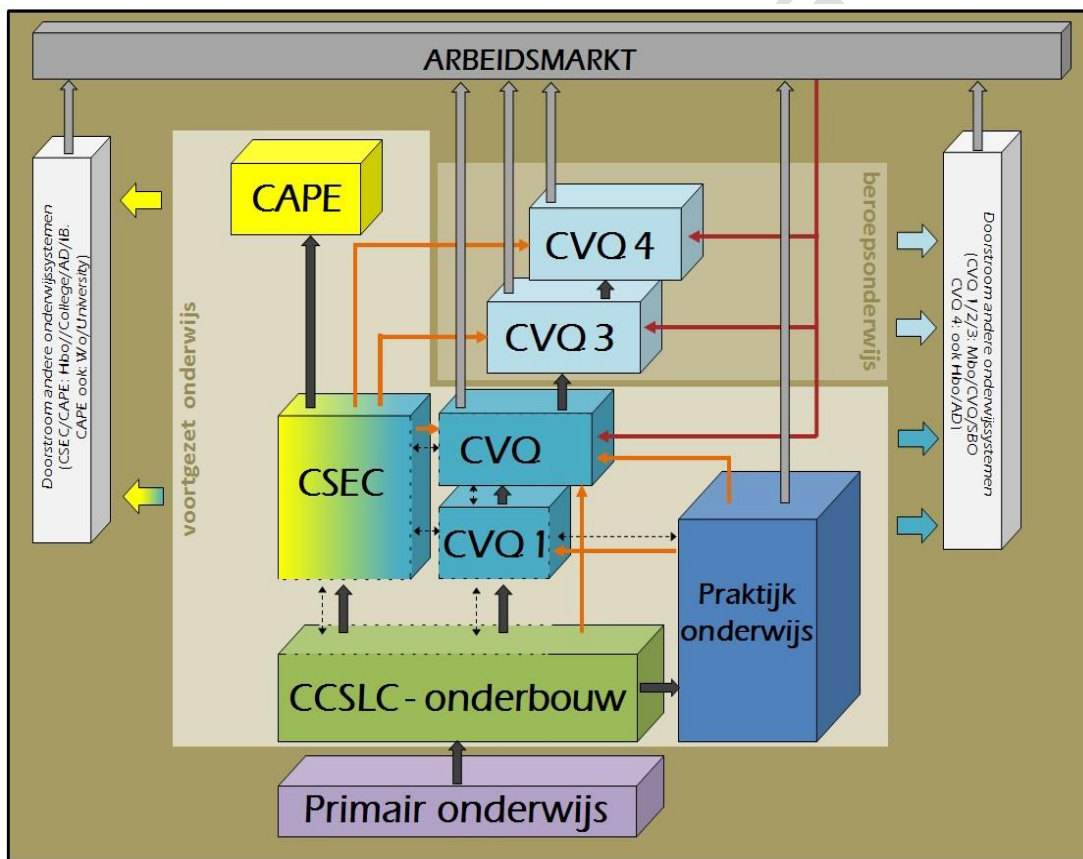 ARBEIDSMARKT
Doorstroom andere onderwijssystemen
(CSEC/CAPE: Hbo//College/AD/IB.
CAPE ook: Wo/University)
voortgezet onderwijs
CAPE
CVQ 4
CVQ 3
beroepsonderwijs
CSEC
CVQ
CVQ 1
Praktijk
onderwijs
CCSLC - onderbouw
Primair onderwijs
Doorstroom andere onderwijssystemen
(CVQ 1/2/3: Mbo/CVO/SBO
CVQ 4: ook Hbo/AD)